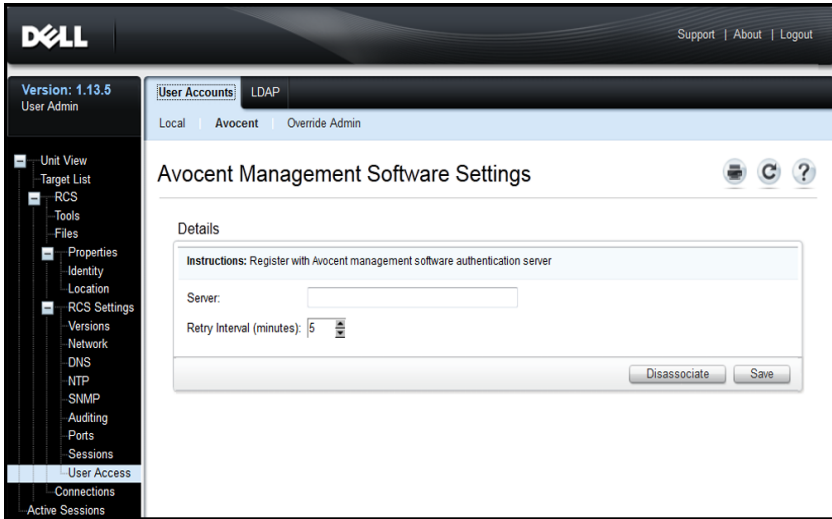 DELL
Support | About | Logout
Version: 1.13.5
User Admin
User Accounts LDAP
Local Avocent Override Admin
Unit View
Target List
RCS
Tools
Files
Properties
Identity
Location
RCS Settings
Versions
Network
DNS
NTP
SNMP
Auditing
Ports
Sessions
User Access
Connections
Active Sessions
Avocent Management Software Settings
Details
Instructions: Register with Avocent management software authentication server
Server:
Retry Interval (minutes): 5
Disassociate Save